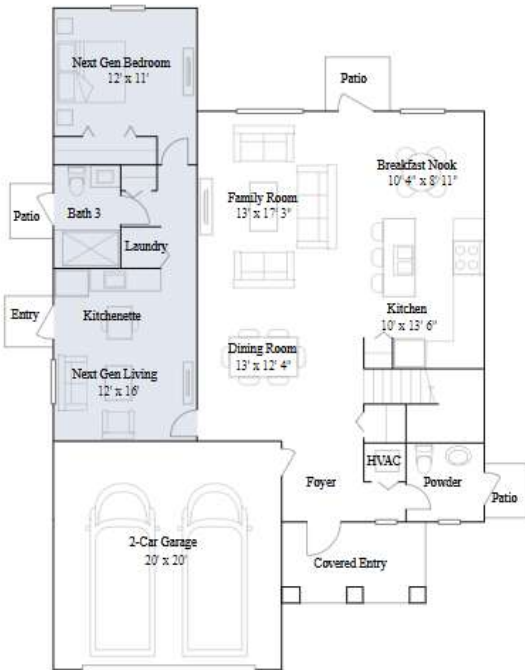 Next Gen Bedroom
12' x 11'
Patio
Breakfast Nook
10' 4" x 8' 11"
Family Room
13' x 17' 3"
Patio
Bath 3
Laundry
Entry
Kitchenette
Kitchen
10' x 13' 6"
Dining Room
13' x 12' 4"
Next Gen Living
12' x 16'
HVAC
Foyer
Powder
Patio
2-Car Garage
20' x 20'
Covered Entry